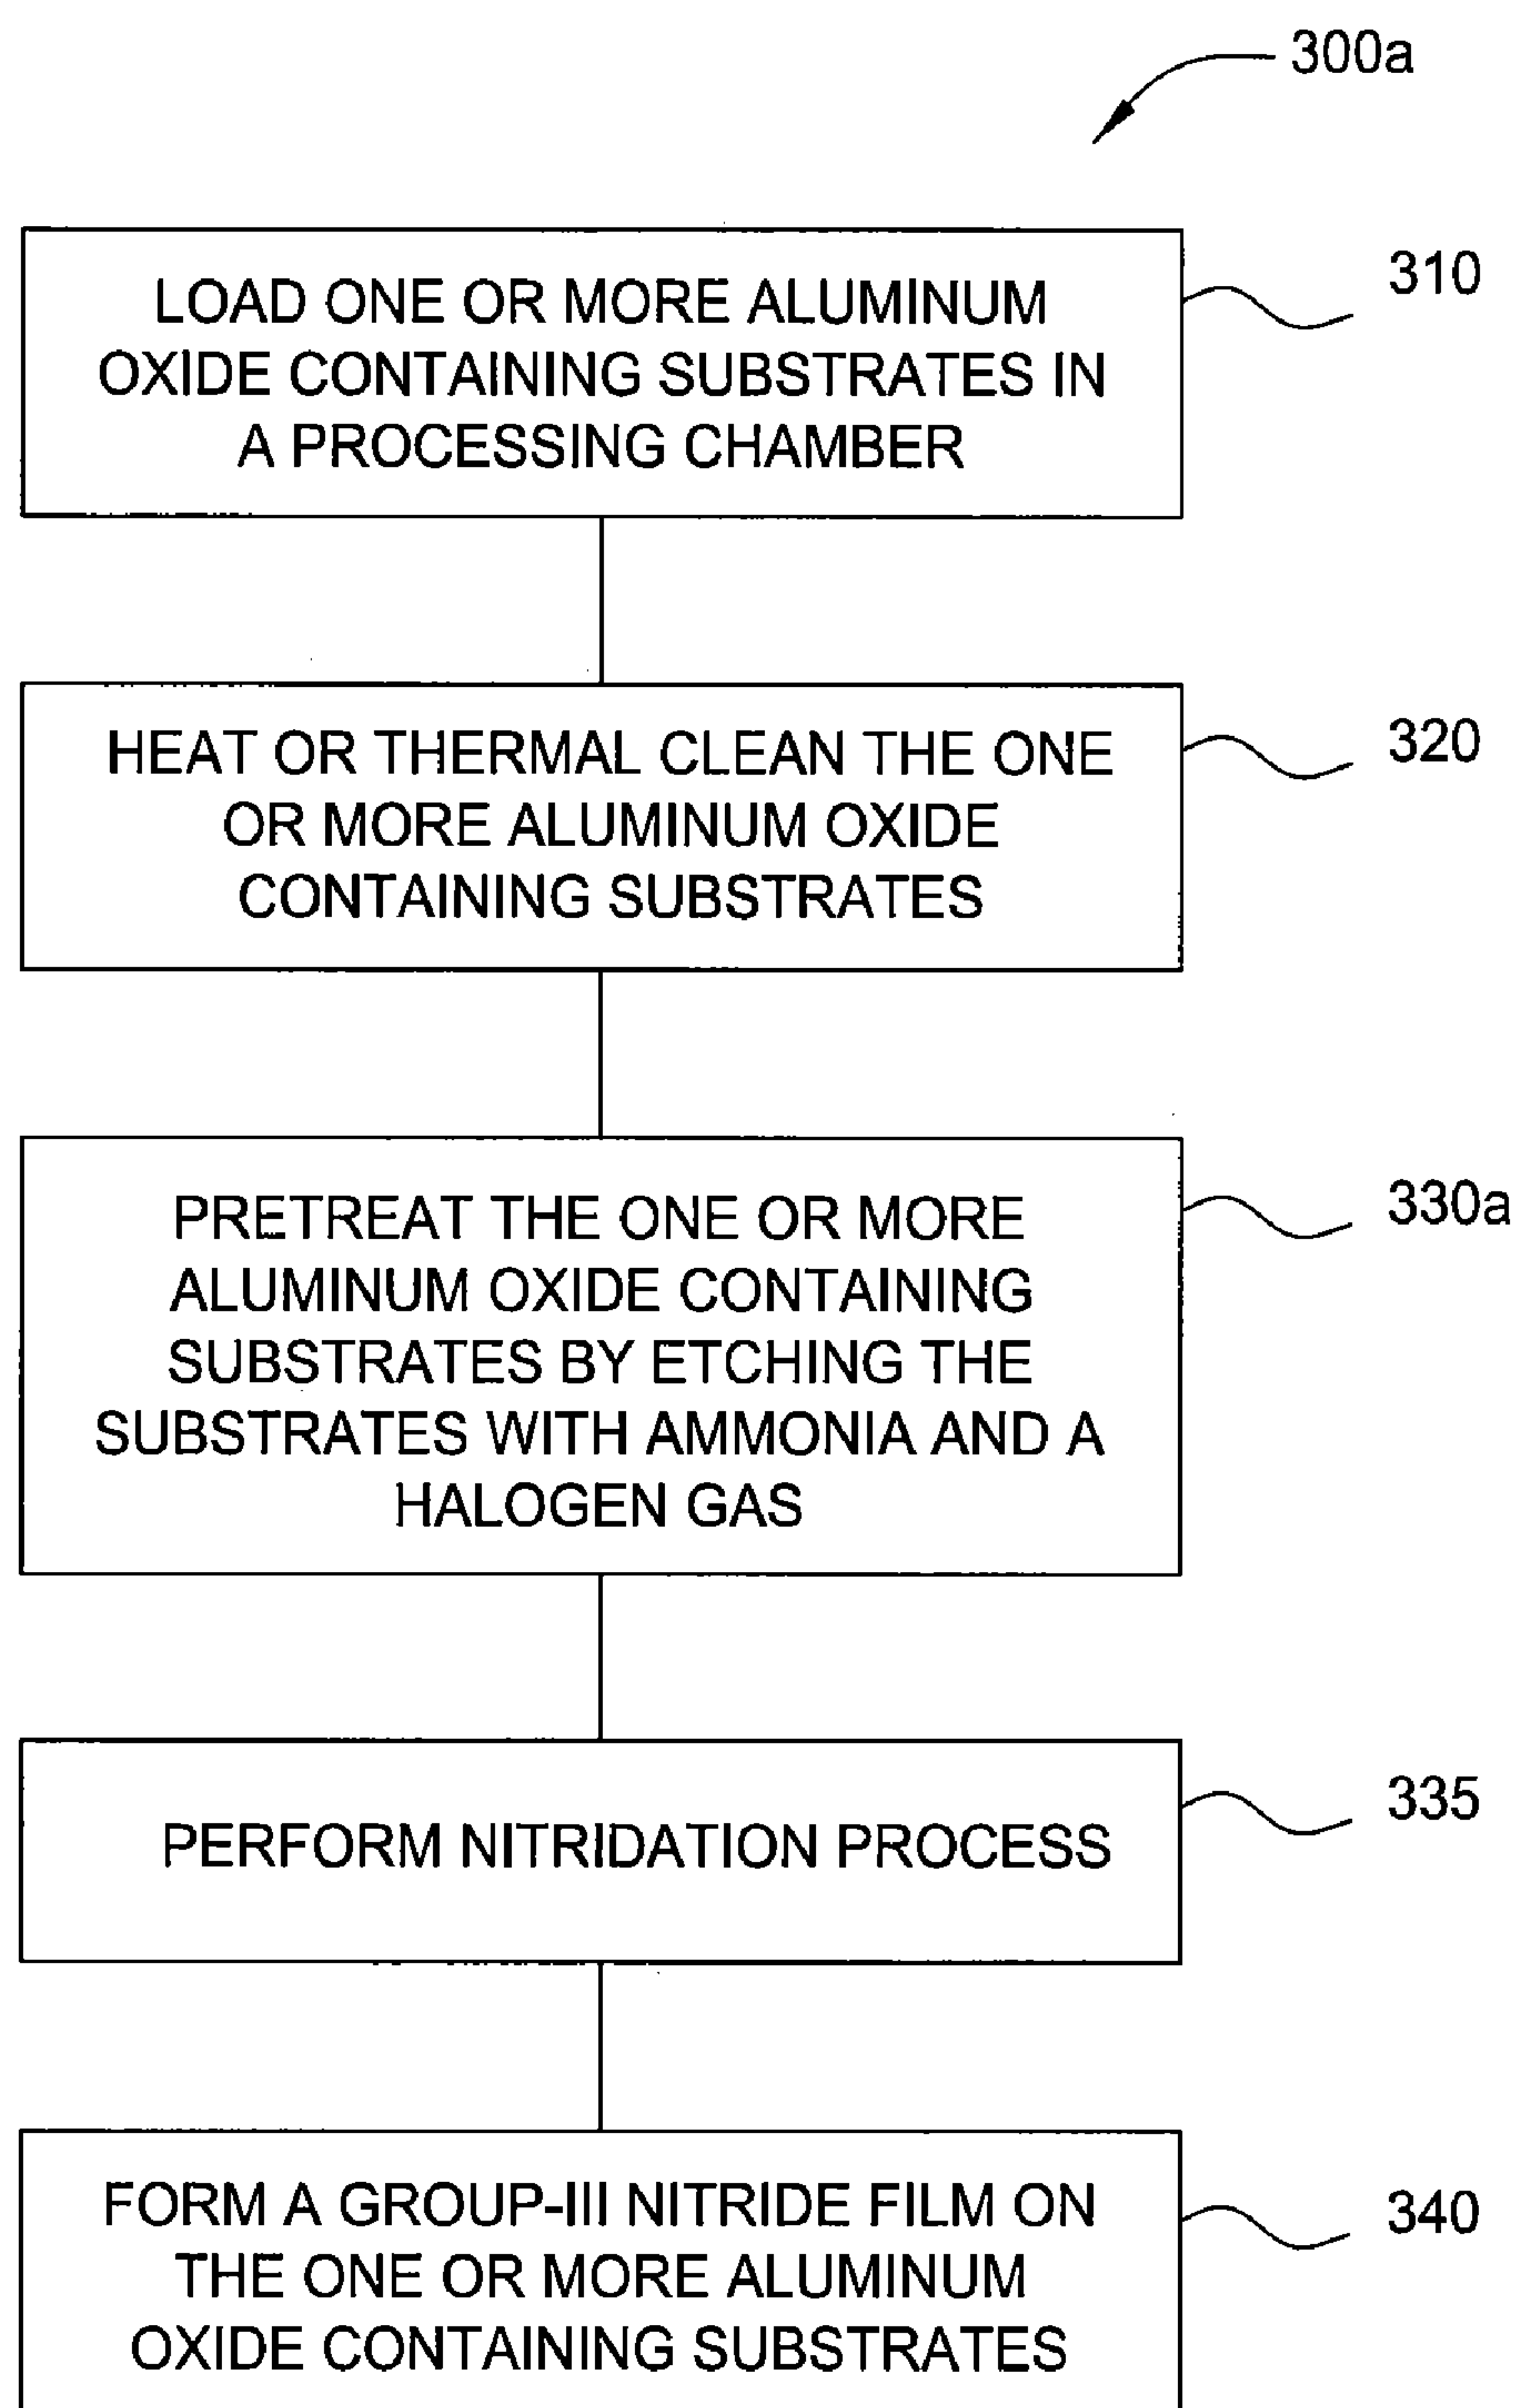 300a
LOAD ONE OR MORE ALUMINUM
OXIDE CONTAINING SUBSTRATES IN
A PROCESSING CHAMBER
310
HEAT OR THERMAL CLEAN THE ONE
OR MORE ALUMINUM OXIDE
CONTAINING SUBSTRATES
320
PRETREAT THE ONE OR MORE
ALUMINUM OXIDE CONTAINING
SUBSTRATES BY ETCHING THE
SUBSTRATES WITH AMMONIA AND A
HALOGEN GAS
330a
PERFORM NITRIDATION PROCESS
335
FORM A GROUP-III NITRIDE FILM ON
THE ONE OR MORE ALUMINUM
OXIDE CONTAINING SUBSTRATES
340